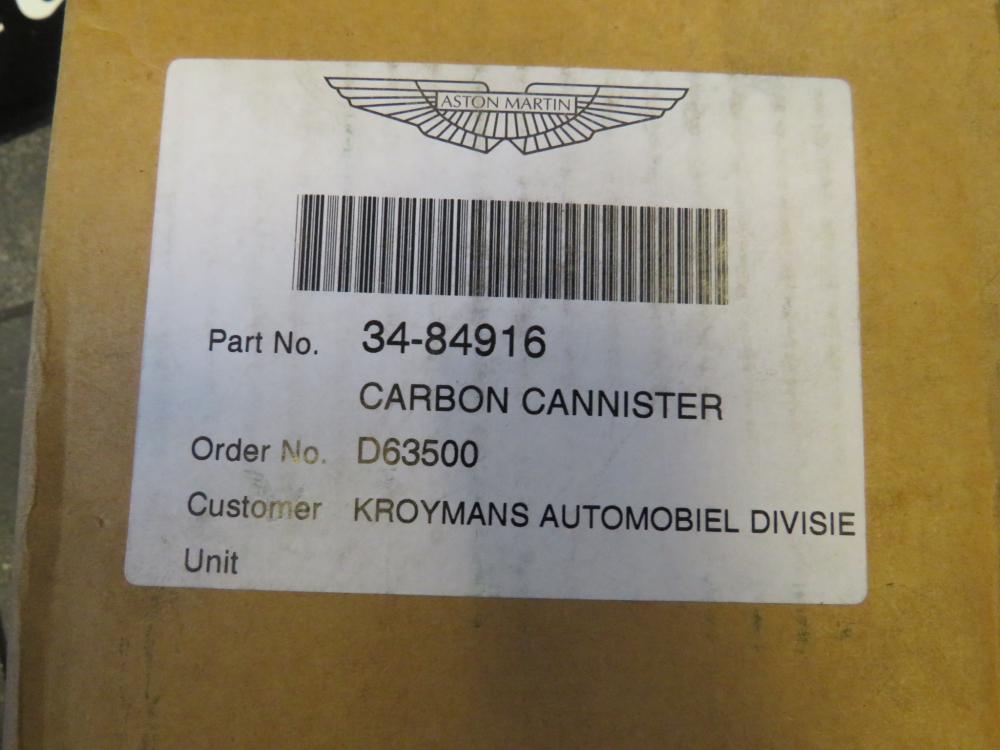 ASTON MARTIN
Part No. 34-84916
CARBON CANNISTER
Order No. D63500
Customer KROYMANS AUTOMOBIEL DIVISIE
Unit